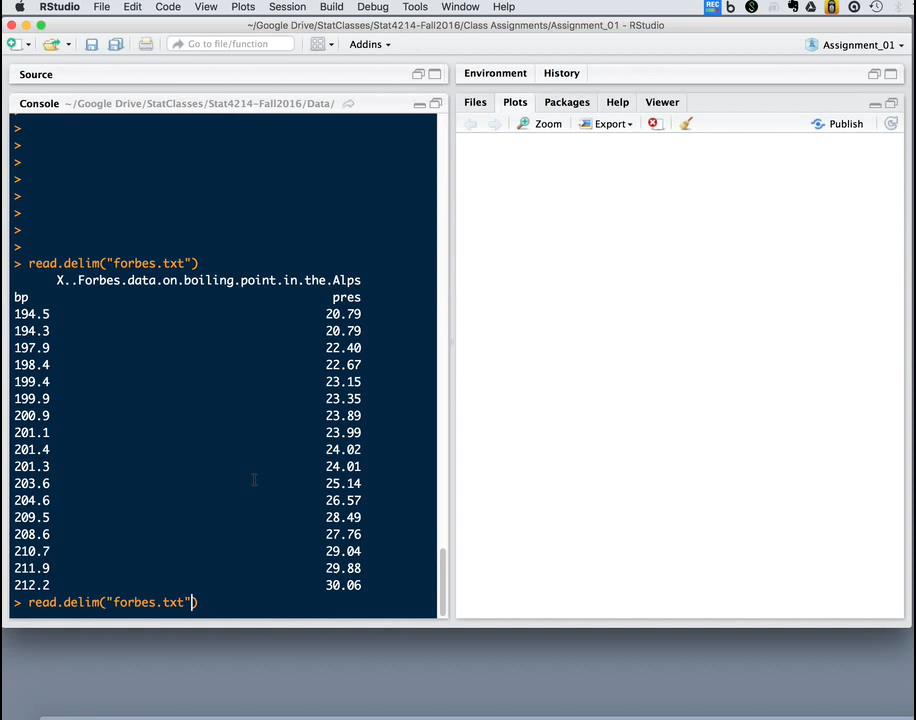 RStudio File Edit Code View Plots Session Build Debug Tools Window Help REC
~/Google Drive/StatClasses/Stat4214-Fall2016/Class Assignments/Assignment_01 - RStudio
Go to file/function Addins Assignment_01
Source
Environment History
Console ~/Google Drive/StatClasses/Stat4214-Fall2016/Data/
Files Plots Packages Help Viewer
Zoom Export Publish
>
>
>
>
>
>
>
>
> read.delim("forbes.txt")
X..Forbes.data.on.boiling.point.in.the.Alps
bp pres
194.5 20.79
194.3 20.79
197.9 22.40
198.4 22.67
199.4 23.15
199.9 23.35
200.9 23.89
201.1 23.99
201.4 24.02
201.3 24.01
203.6 25.14
204.6 26.57
209.5 28.49
208.6 27.76
210.7 29.04
211.9 29.88
212.2 30.06
> read.delim("forbes.txt")